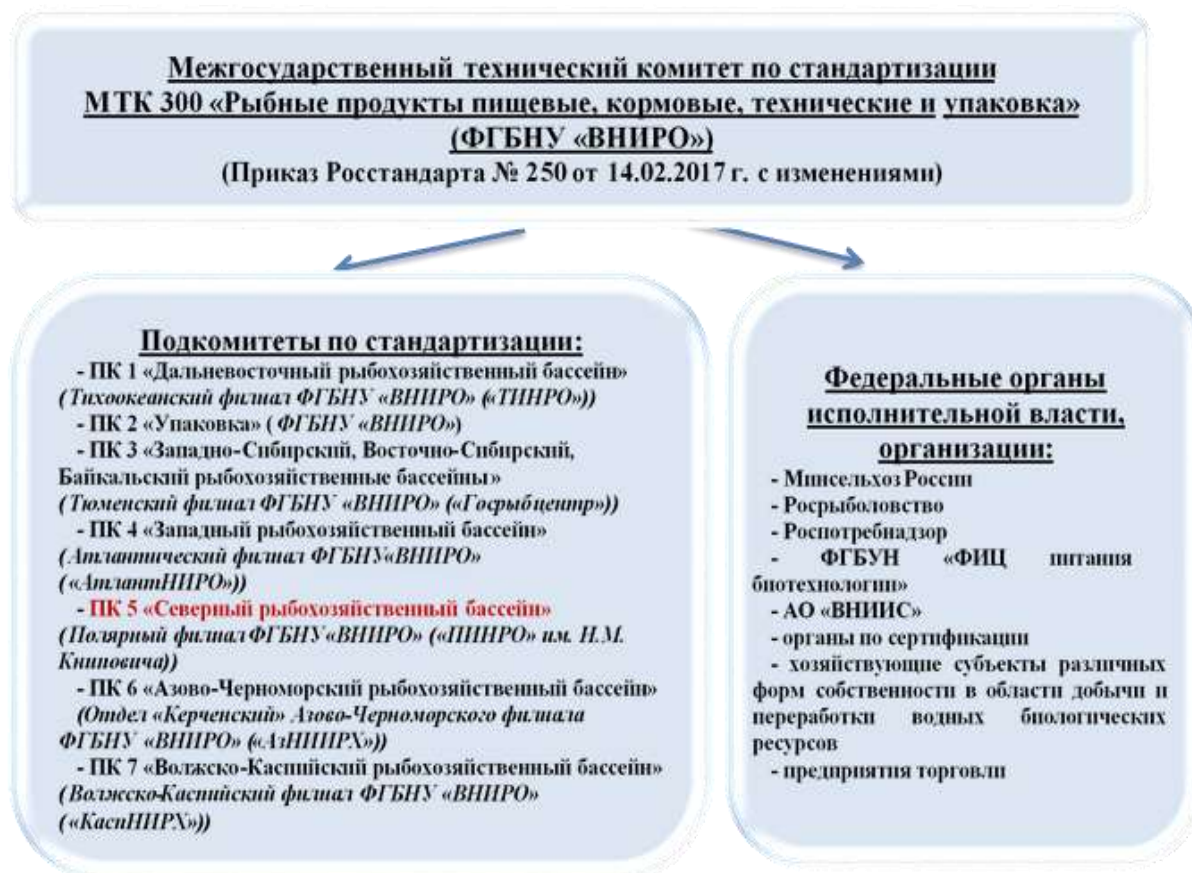 Межгосударственный технический комитет по стандартизации
МТК 300 «Рыбные продукты пищевые, кормовые, технические и упаковка»
(ФГБНУ «ВНИРО»)
(Приказ Росстандарта № 250 от 14.02.2017 г. с изменениями)
Подкомитеты по стандартизации:
- ПК 1 «Дальневосточный рыбохозяйственный бассейн»
(Тихоокеанский филиал ФГБНУ «ВНИРО» («ТИНРО»))
- ПК 2 «Упаковка» ( ФГБНУ «ВНИРО»)
- ПК 3 «Западно-Сибирский, Восточно-Сибирский,
Байкальский рыбохозяйственные бассейны»
(Тюменский филиал ФГБНУ «ВНИРО» («Госрыбцентр»))
- ПК 4 «Западный рыбохозяйственный бассейн»
(Атлантический филиал ФГБНУ«ВНИРО»
(«АтлантНИРО»))
- ПК 5 «Северный рыбохозяйственный бассейн»
(Полярный филиал ФГБНУ«ВНИРО» («ПИНРО» им. Н.М.
Книповича))
- ПК 6 «Азово-Черноморский рыбохозяйственный бассейн»
(Отдел «Керченский» Азово-Черноморского филиала
ФГБНУ «ВНИРО» («АзНИИРХ»))
- ПК 7 «Волжско-Каспийский рыбохозяйственный бассейн»
(Волжско-Каспийский филиал ФГБНУ «ВНИРО»
(«КаспНИРХ»))
Федеральные органы
исполнительной власти,
организации:
- Минсельхоз России
- Росрыболовство
- Роспотребнадзор
- ФГБУН «ФИЦ питания
биотехнологии»
- АО «ВНИИС»
- органы по сертификации
- хозяйствующие субъекты различных
форм собственности в области добычи и
переработки водных биологических
ресурсов
- предприятия торговли